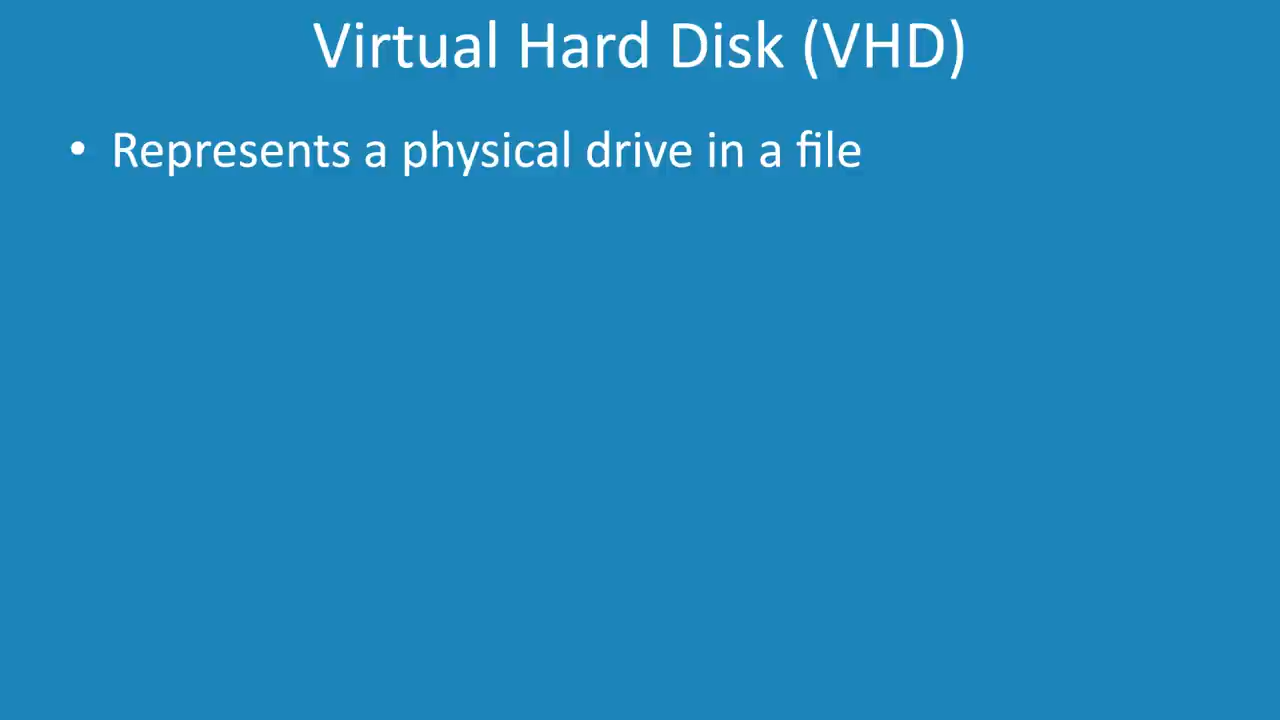 Virtual Hard Disk (VHD)
• Represents a physical drive in a file